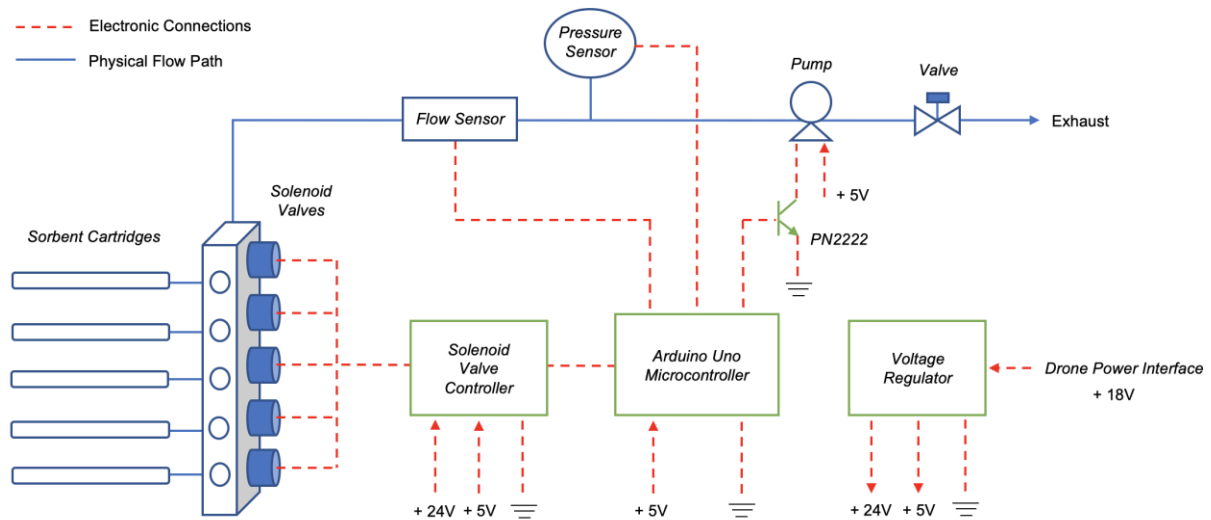 Electronic Connections
Physical Flow Path
Pressure
Sensor
Pump
Valve
Flow Sensor
Exhaust
+ 5V
PN2222
Solenoid
Valves
Sorbent Cartridges
Solenoid
Valve
Controller
Arduino Uno
Microcontroller
Voltage
Regulator
Drone Power Interface
+ 18V
+ 24V
+ 5V
+ 5V
+ 24V
+ 5V